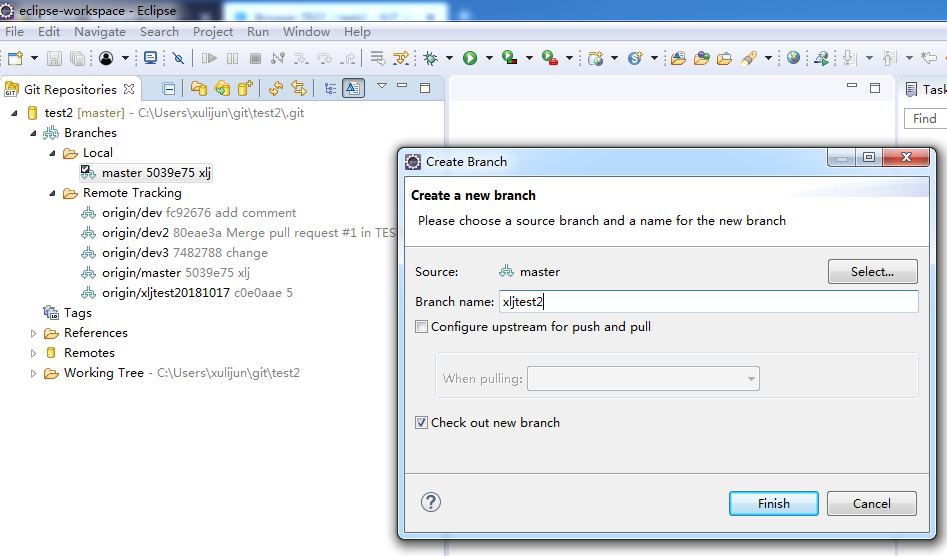 eclipse-workspace - Eclipse
File Edit Navigate Search Project Run Window Help
Git Repositories
Task
Find
test2 [master] - C:\Users\xulijun\git\test2\.git
Branches
Local
master 5039e75 xlj
Remote Tracking
origin/dev fc92676 add comment
origin/dev2 80eae3a Merge pull request #1 in TES
origin/dev3 7482788 change
origin/master 5039e75 xlj
origin/xljtest20181017 c0e0aae 5
Tags
References
Remotes
Working Tree - C:\Users\xulijun\git\test2
Create Branch
Create a new branch
Please choose a source branch and a name for the new branch
Source: master Select...
Branch name: xljtest2
Configure upstream for push and pull
When pulling:
Check out new branch
Finish Cancel